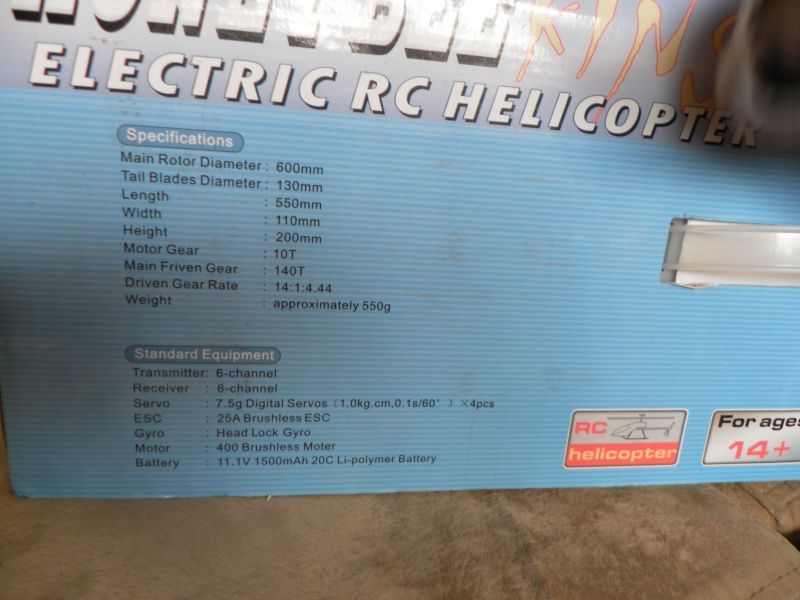 HONEY BEE KING
ELECTRIC RC HELICOPTER
Specifications
Main Rotor Diameter : 600mm
Tail Blades Diameter : 130mm
Length : 550mm
Width : 110mm
Height : 200mm
Motor Gear : 10T
Main Friven Gear : 140T
Driven Gear Rate : 14:1:4.44
Weight : approximately 550g
Standard Equipment
Transmitter: 6-channel
Receiver : 6-channel
Servo : 7.5g Digital Servos (1.0kg.cm,0.1s/60° ) ×4pcs
ESC : 25A Brushless ESC
Gyro : Head Lock Gyro
Motor : 400 Brushless Moter
Battery : 11.1V 1500mAh 20C Li-polymer Battery
RC
helicopter
For ages
14+